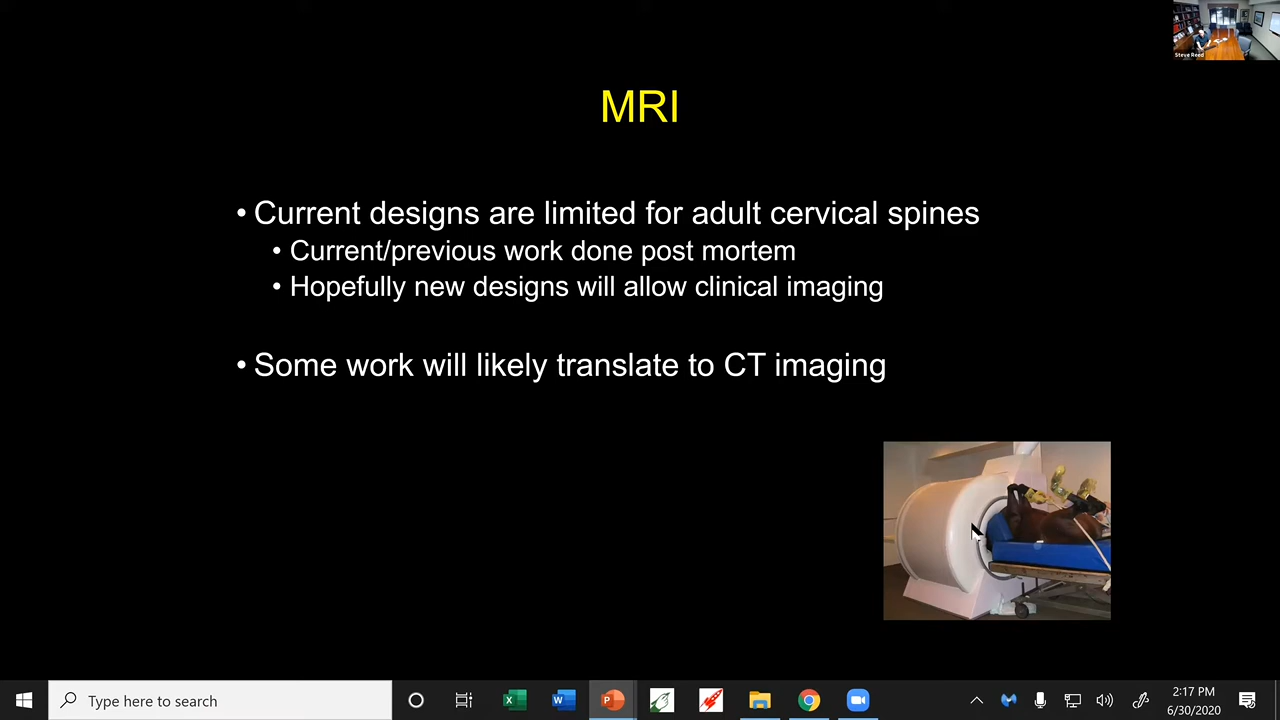 Steve Reed
MRI
• Current designs are limited for adult cervical spines
• Current/previous work done post mortem
• Hopefully new designs will allow clinical imaging
• Some work will likely translate to CT imaging
Type here to search
2:17 PM
6/30/2020